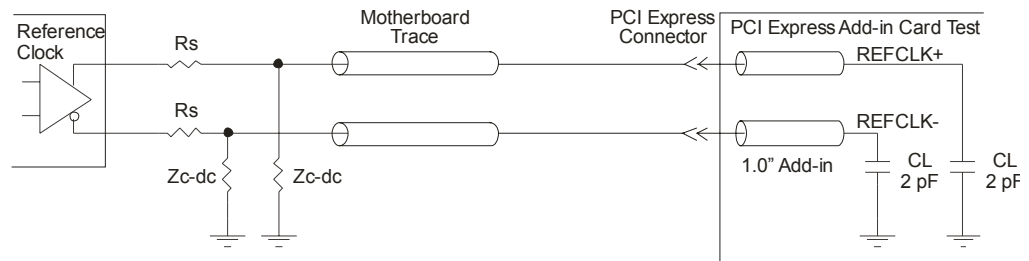 Reference
Clock
Rs
Rs
Zc-dc
Zc-dc
Motherboard
Trace
PCI Express
Connector
PCI Express Add-in Card Test
REFCLK+
REFCLK-
1.0" Add-in
CL
2 pF
CL
2 pF